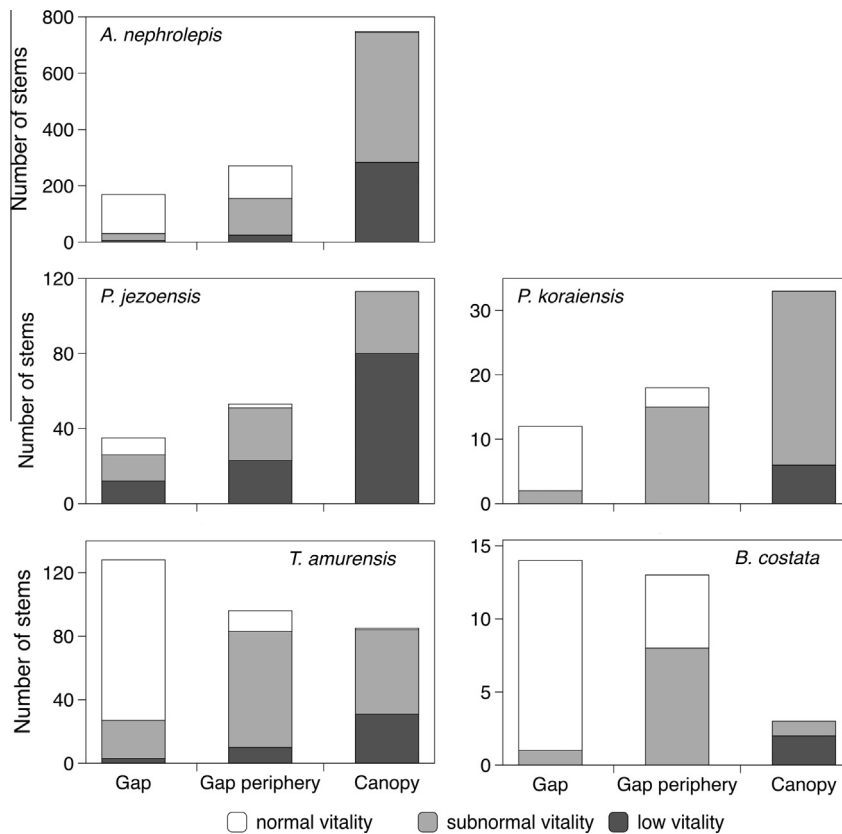 A. nephrolepis
Number of stems
800
600
400
200
0
P. jezoensis
Number of stems
120
80
40
0
P. koraiensis
30
20
10
0
T. amurensis
Number of stems
120
80
40
0
Gap Gap periphery Canopy
B. costata
15
10
5
0
Gap Gap periphery Canopy
normal vitality subnormal vitality low vitality